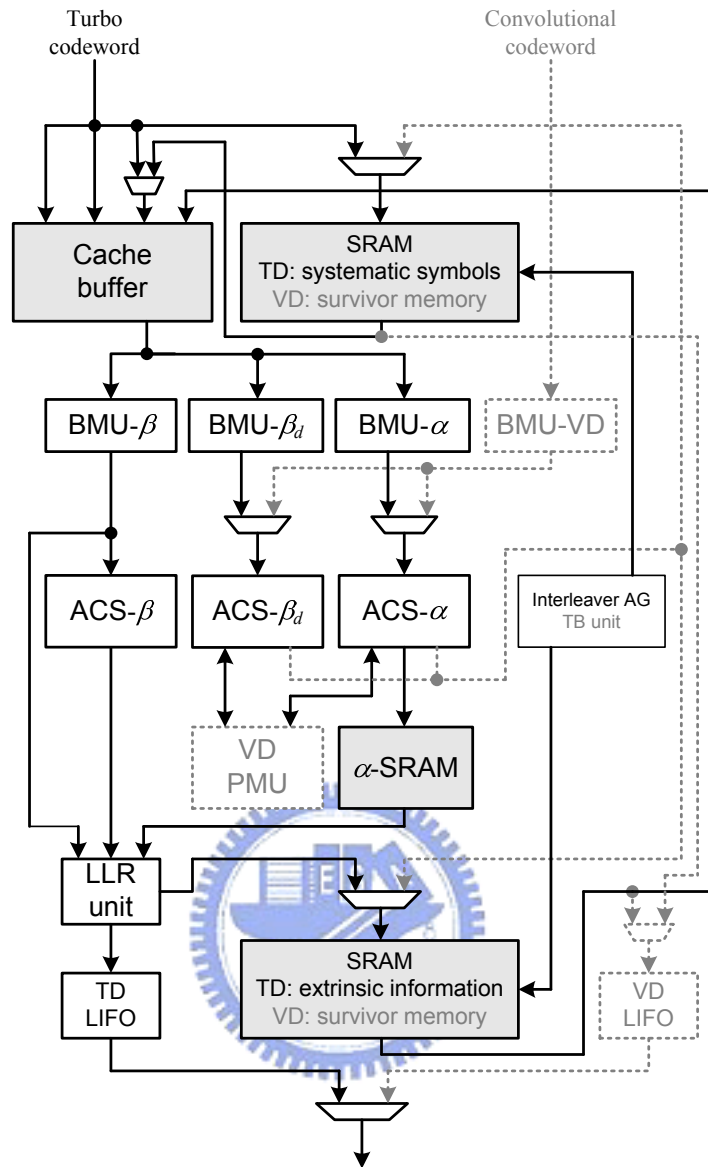 Turbo
codeword
Convolutional
codeword
Cache
buffer
SRAM
TD: systematic symbols
VD: survivor memory
BMU-β
BMU-βd
BMU-α
BMU-VD
ACS-β
ACS-βd
ACS-α
Interleaver AG
TB unit
VD
PMU
α-SRAM
LLR
unit
SRAM
TD: extrinsic information
VD: survivor memory
TD
LIFO
VD
LIFO